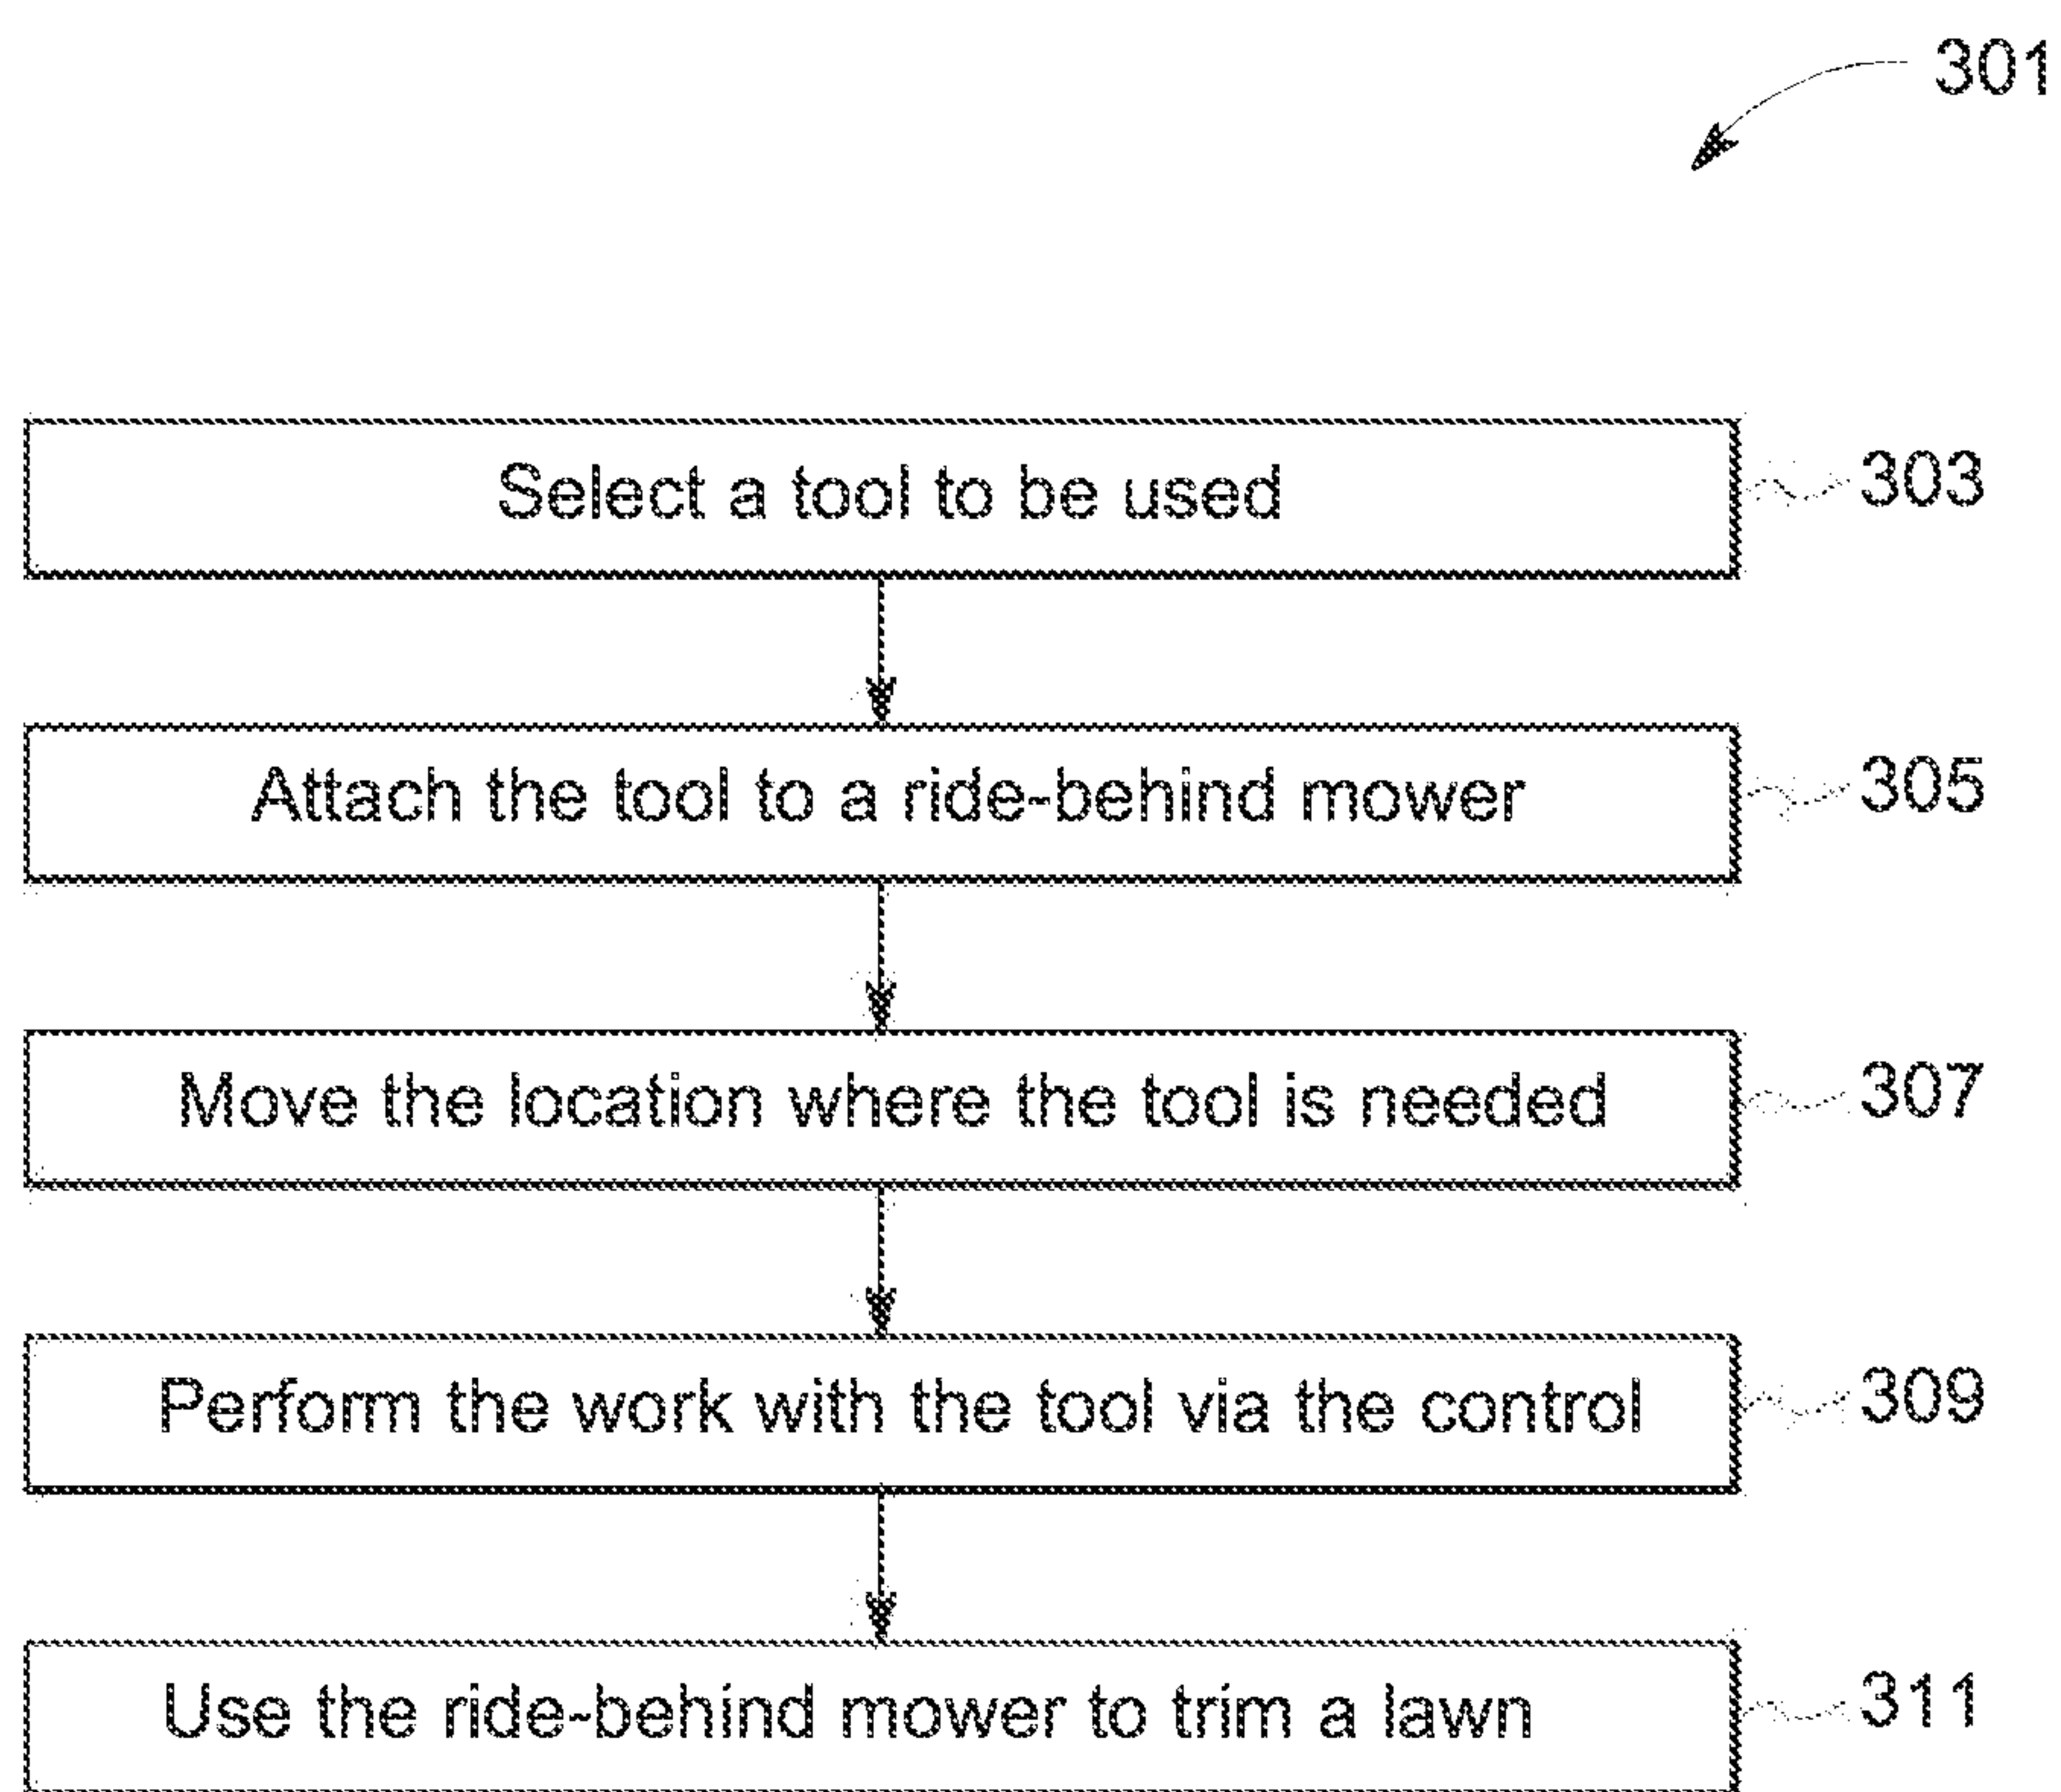 301
Select a tool to be used 303
Attach the tool to a ride-behind mower 305
Move the location where the tool is needed 307
Perform the work with the tool via the control 309
Use the ride-behind mower to trim a lawn 311